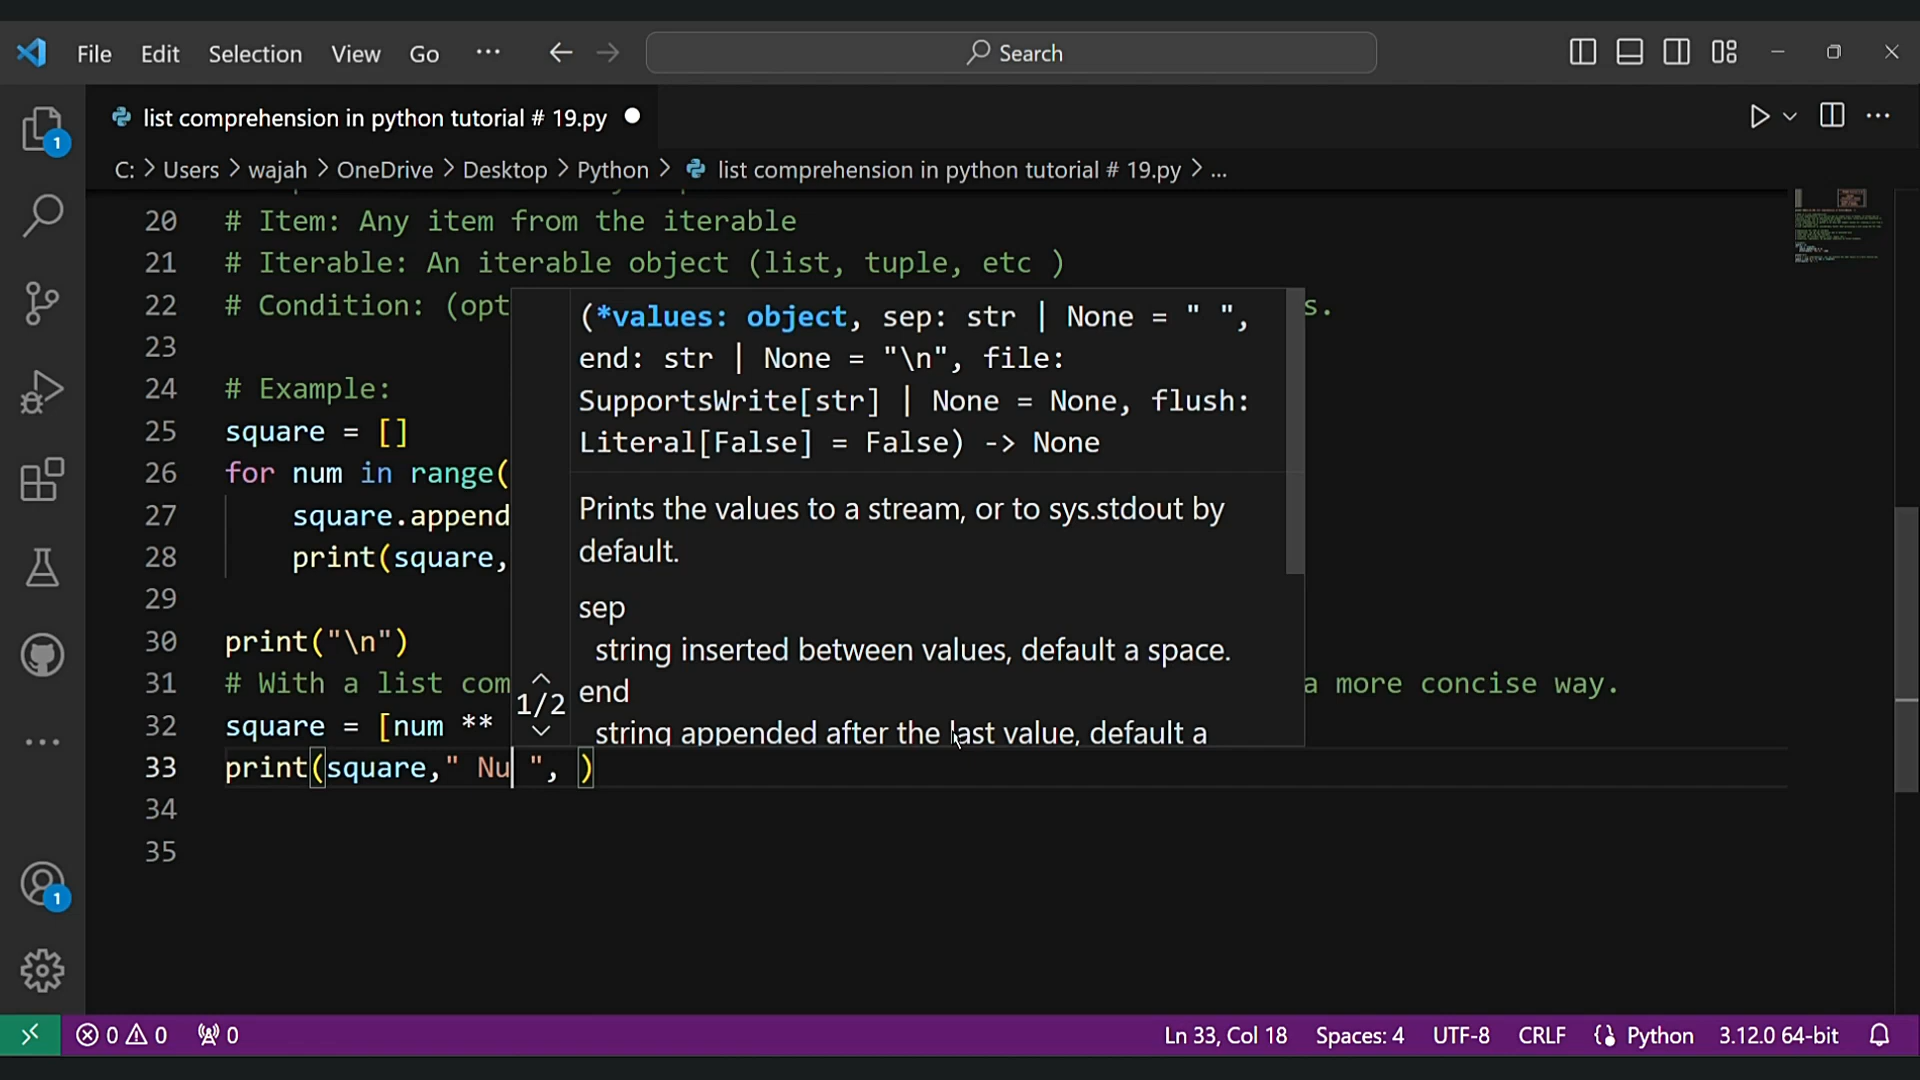 File Edit Selection View Go ··· Search
list comprehension in python tutorial # 19.py
C: > Users > wajah > OneDrive > Desktop > Python > list comprehension in python tutorial # 19.py > ...
20 # Item: Any item from the iterable
21 # Iterable: An iterable object (list, tuple, etc )
22 # Condition: (opt s.
23
24 # Example:
25 square = []
26 for num in range(
27 square.append
28 print(square,
29
30 print("\n")
31 # With a list com a more concise way.
32 square = [num **
33 print(square," Nu ", )
34
35
(*values: object, sep: str | None = " ",
end: str | None = "\n", file:
SupportsWrite[str] | None = None, flush:
Literal[False] = False) -> None
Prints the values to a stream, or to sys.stdout by
default.
sep
string inserted between values, default a space.
end
string appended after the last value, default a
1/2
1
1
0 0 0 Ln 33, Col 18 Spaces: 4 UTF-8 CRLF Python 3.12.0 64-bit